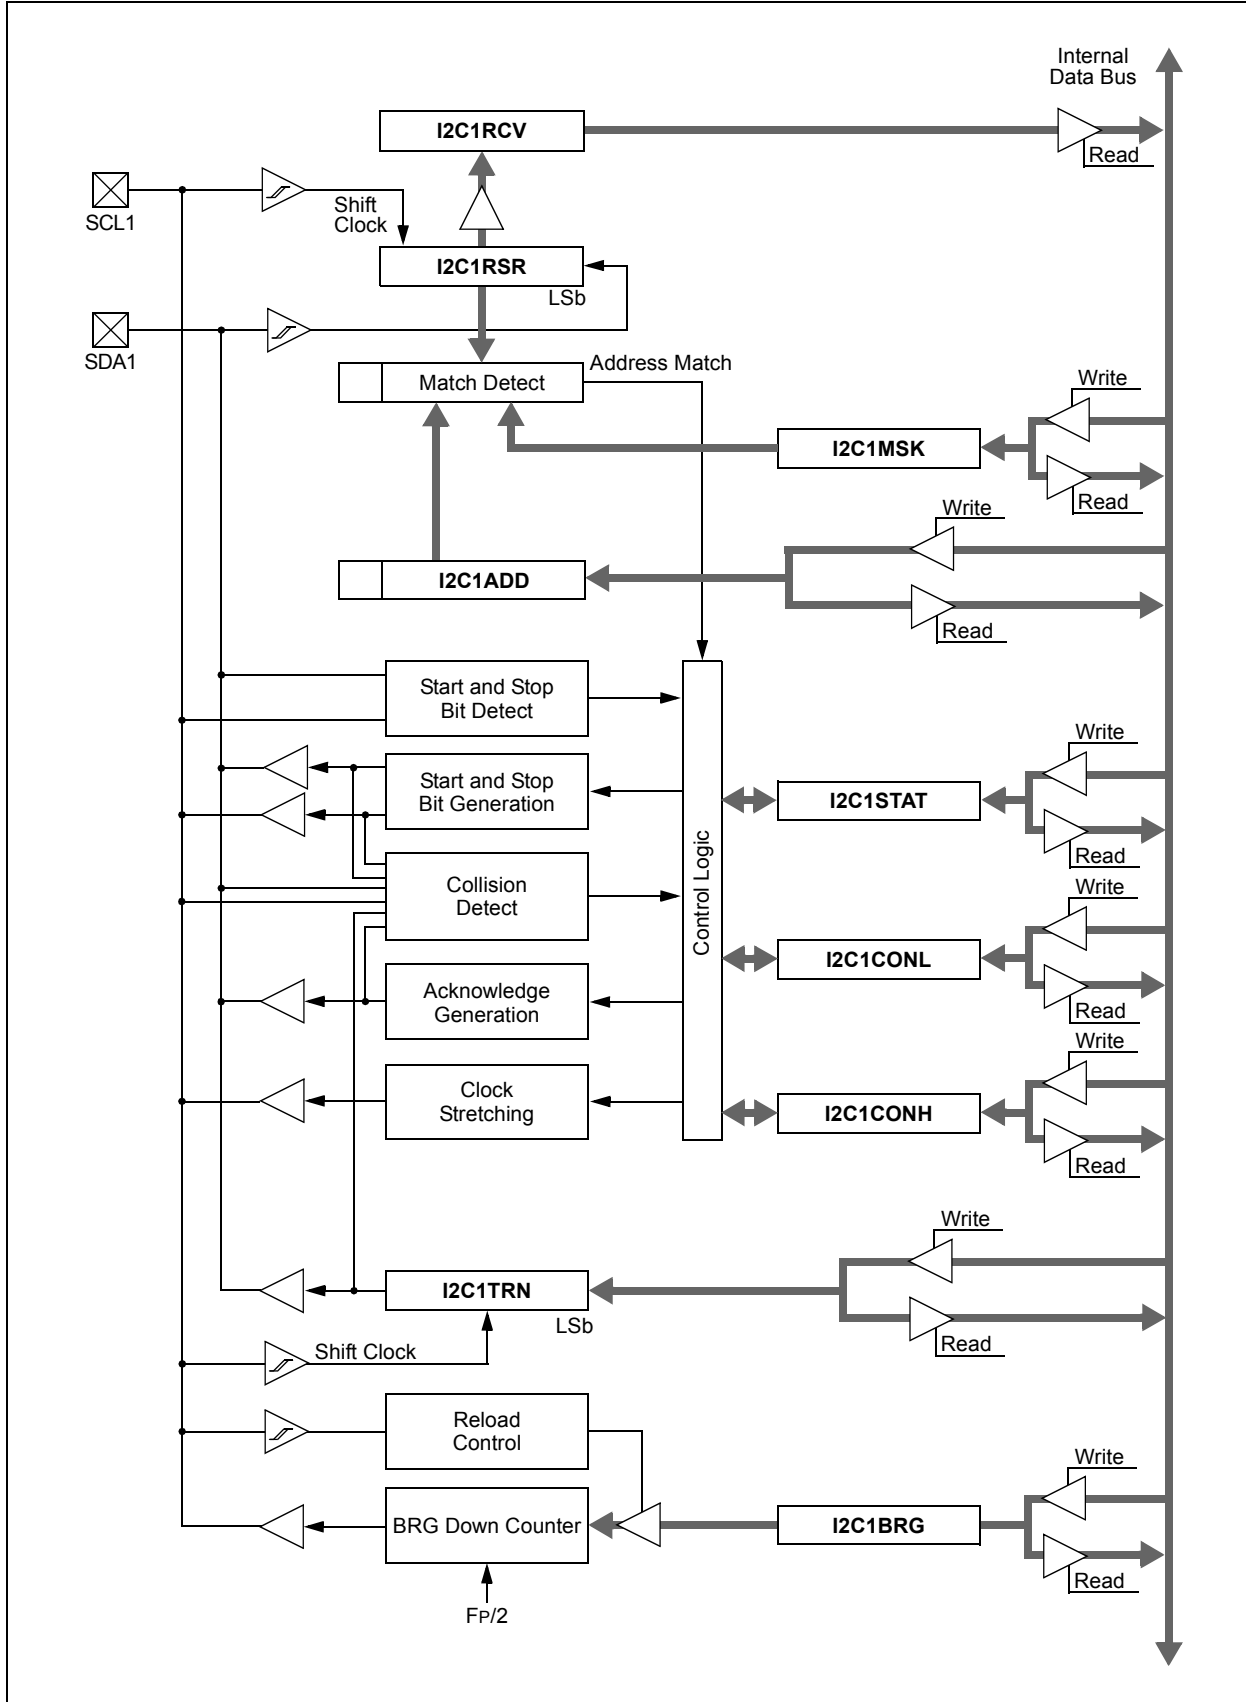 Internal
Data Bus
I2C1RCV
Read
SCL1
Shift
Clock
I2C1RSR
LSb
SDA1
Address Match
Match Detect
Write
I2C1MSK
Read
Write
I2C1ADD
Read
Start and Stop
Bit Detect
Write
Start and Stop
Bit Generation
I2C1STAT
Read
Control Logic
Collision
Detect
Write
I2C1CONL
Acknowledge
Generation
Read
Write
Clock
Stretching
I2C1CONH
Read
Write
I2C1TRN
LSb
Read
Shift Clock
Reload
Control
Write
BRG Down Counter
I2C1BRG
Read
FP/2